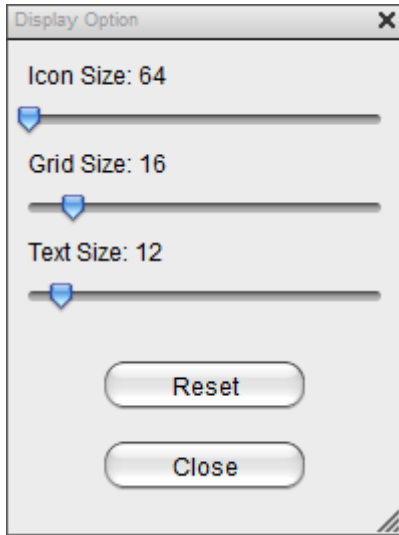 Display Option
Icon Size: 64
Grid Size: 16
Text Size: 12
Reset
Close